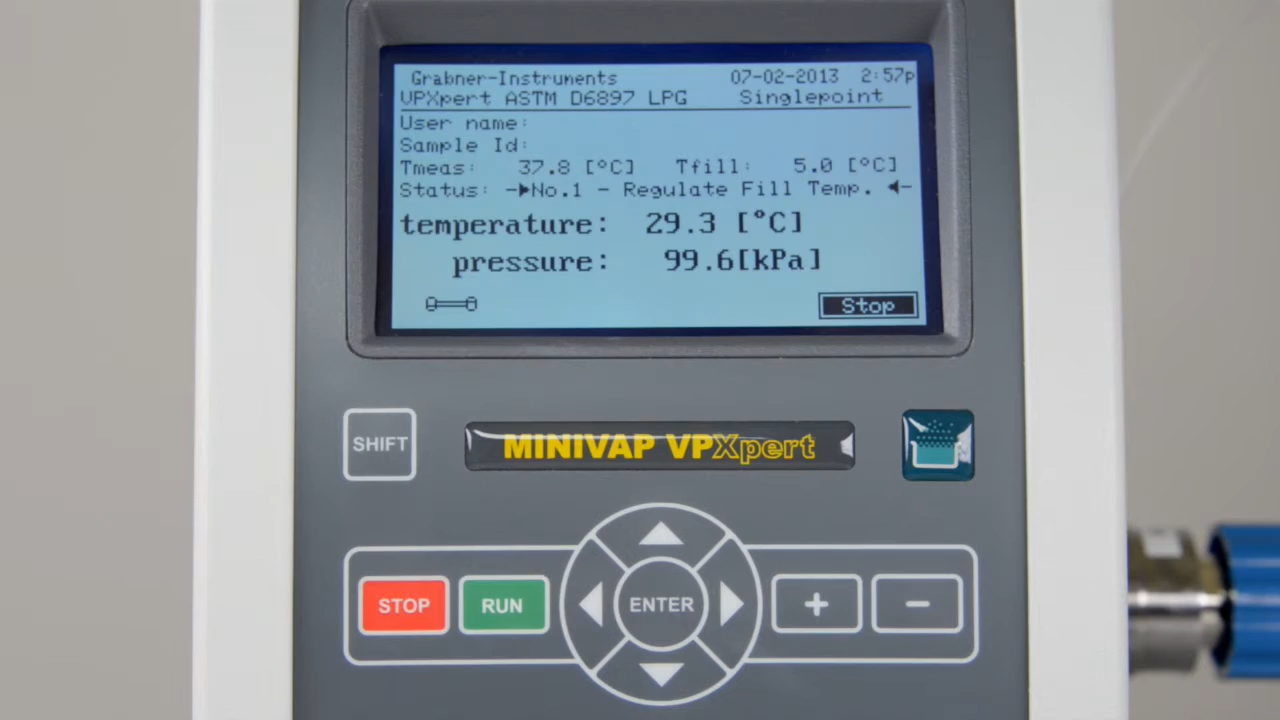 Grabner-Instruments 07-02-2013 2:57p
VPXpert ASTM D6897 LPG Singlepoint
User name:
Sample Id:
Tmeas: 37.8 [°C] Tfill: 5.0 [°C]
Status: -▶No.1 - Regulate Fill Temp. ◀-
temperature: 29.3 [°C]
pressure: 99.6[kPa]
Stop
SHIFT
MINIVAP VPXpert
STOP
RUN
ENTER
+
-